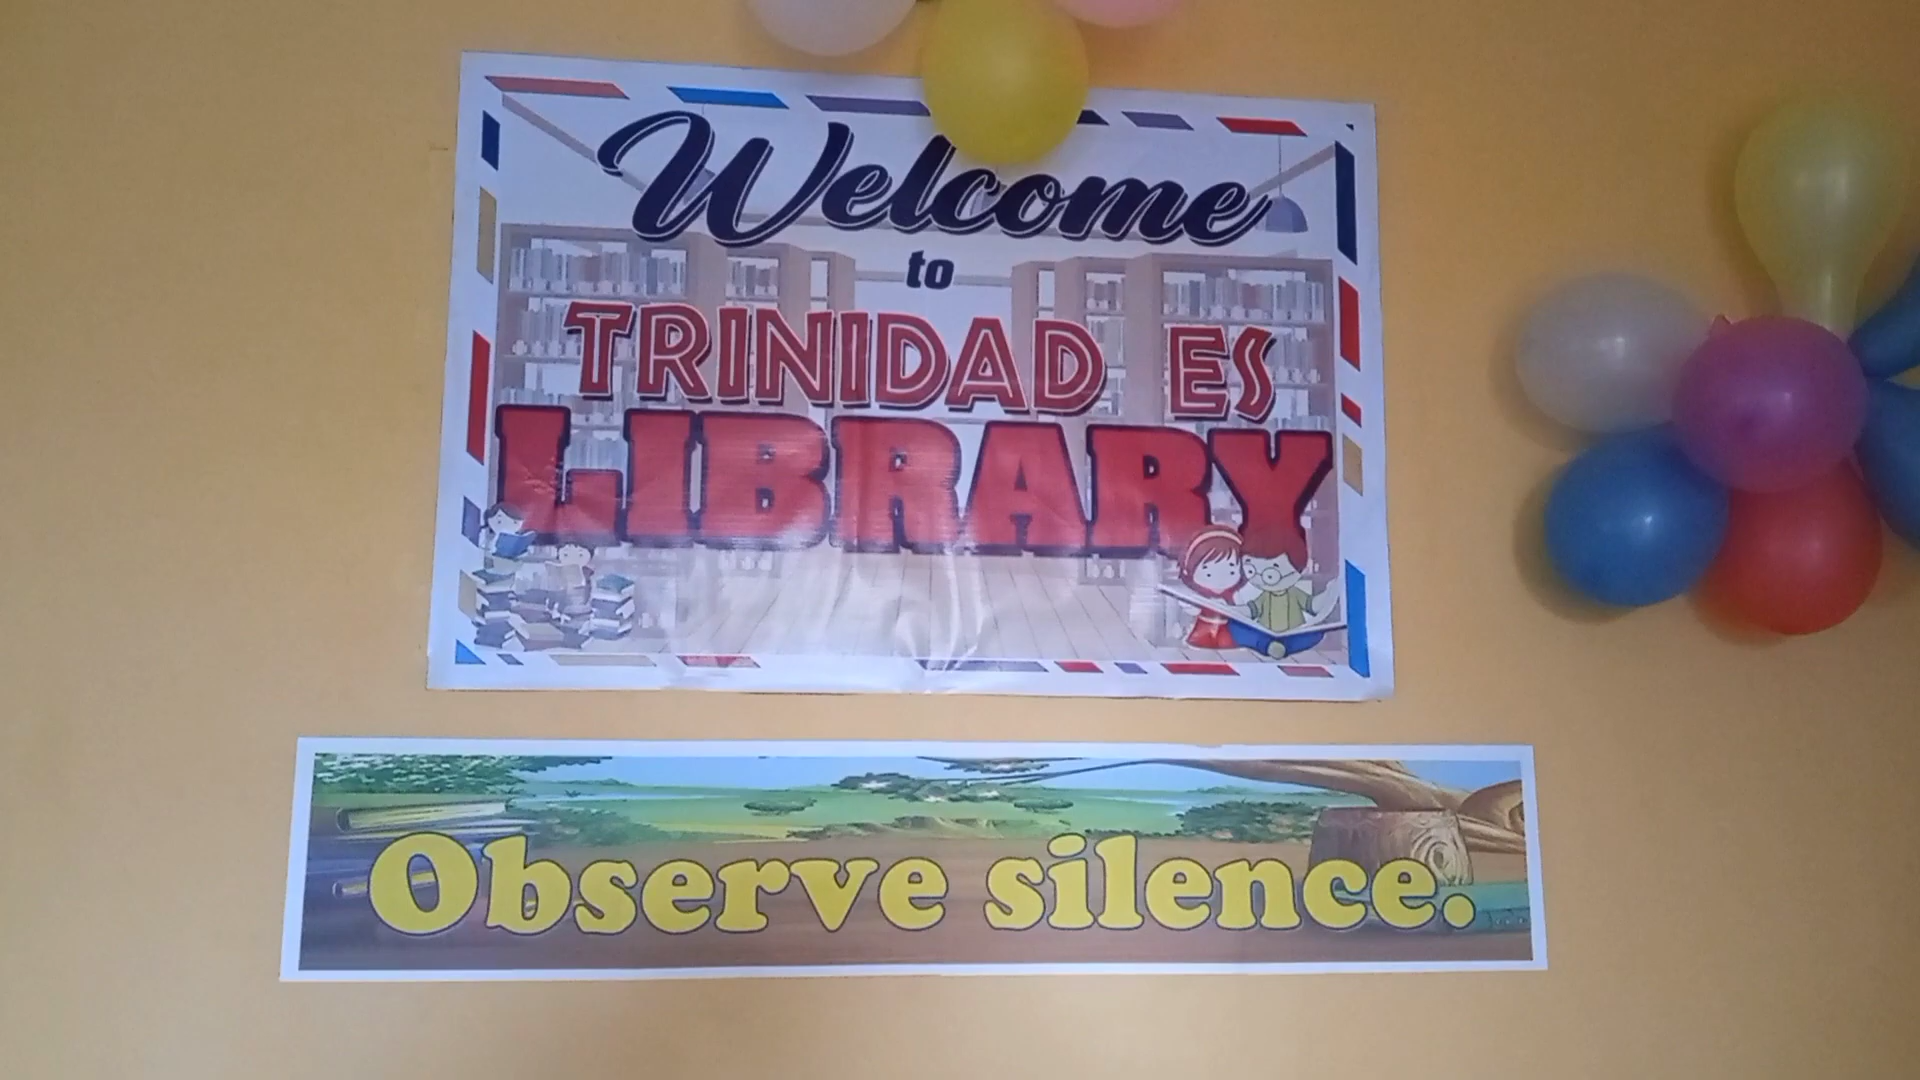 Welcome
to
TRINIDAD ES
LIBRARY
Observe silence.